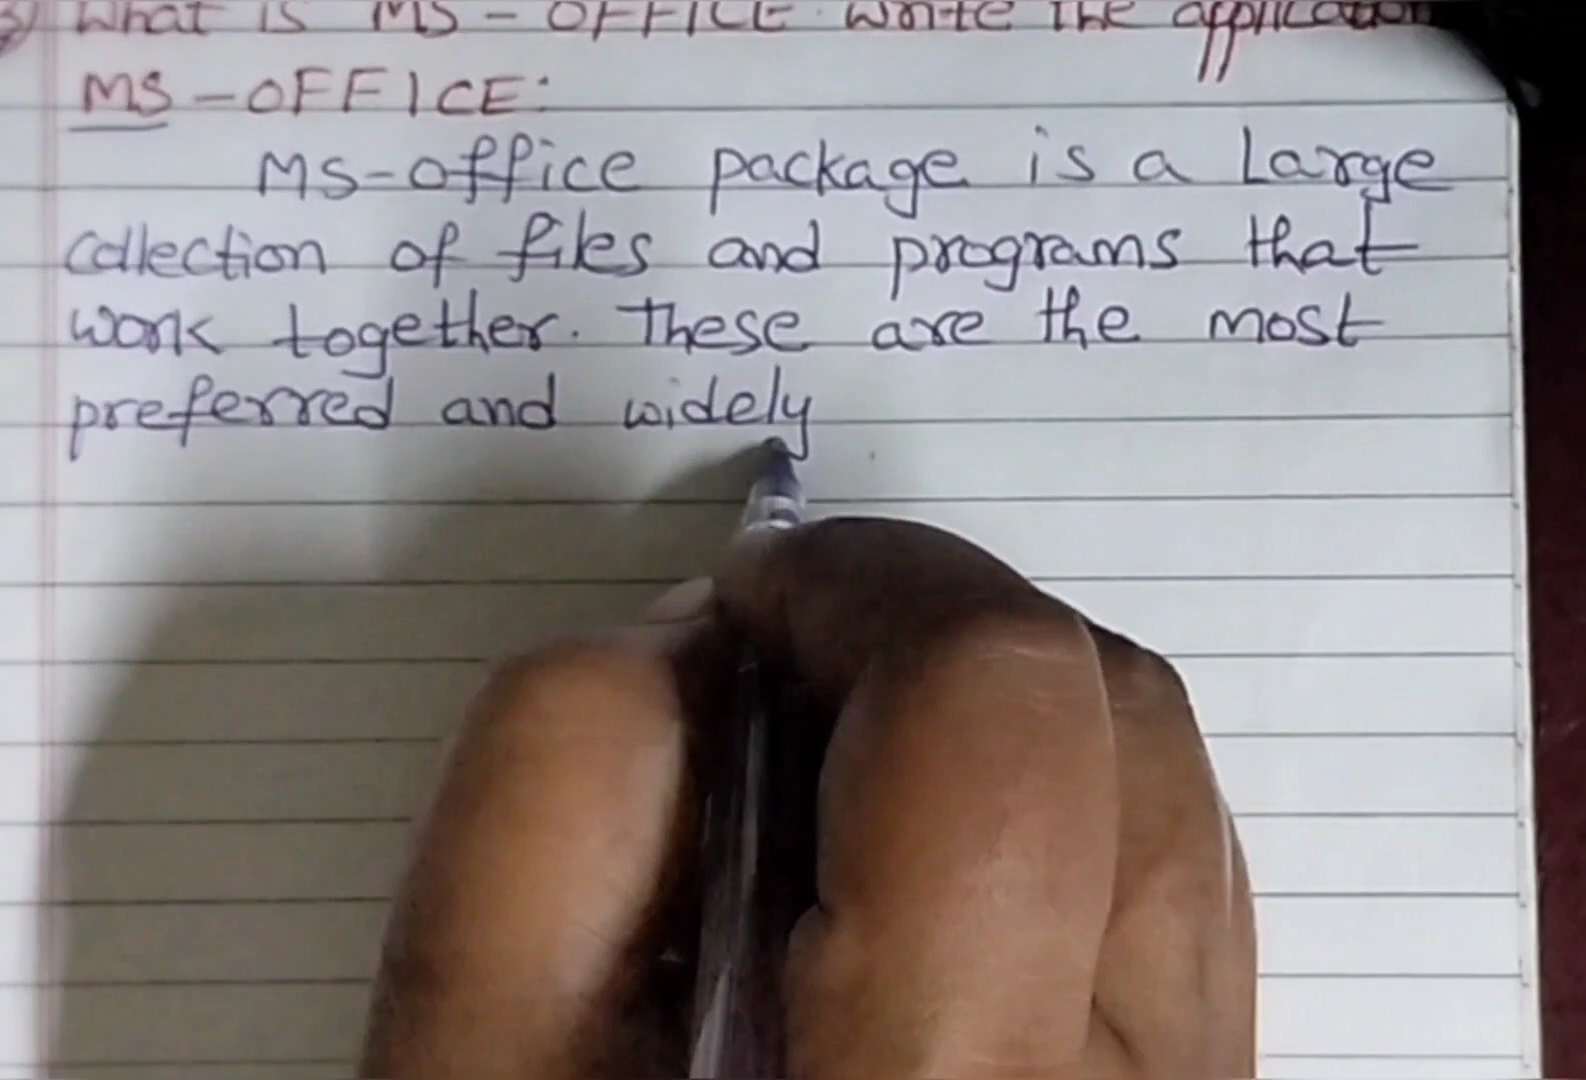 What is MS - OFFICE. Write the application
MS - OFFICE:
MS-office package is a Large
collection of files and programs that
work together. These are the most
preferred and widely